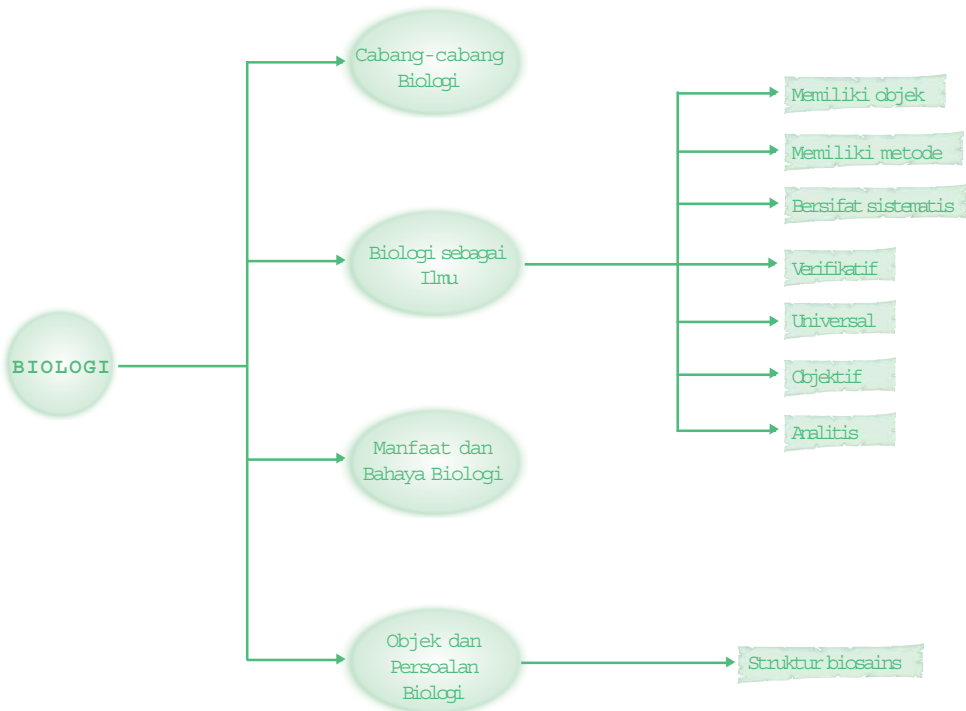 Cabang-cabang
Biologi
Memiliki objek
Memiliki metode
Bersifat sistematis
Biologi sebagai
Ilmu
Verifikatif
Universal
BIOLOGI
Objektif
Analitis
Manfaat dan
Bahaya Biologi
Objek dan
Persoalan
Biologi
Struktur biosains